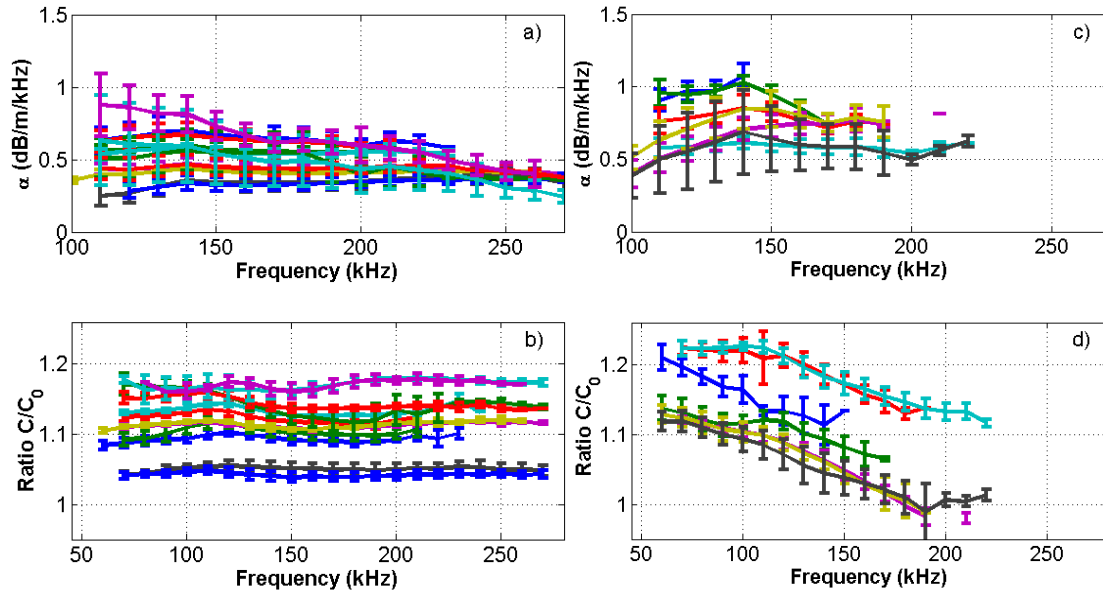 a)
1.5
1
0.5
0
α (dB/m/kHz)
100 150 200 250
Frequency (kHz)
c)
1.5
1
0.5
0
α (dB/m/kHz)
100 150 200 250
Frequency (kHz)
b)
1.2
1.1
1
Ratio C/C0
50 100 150 200 250
Frequency (kHz)
d)
1.2
1.1
1
Ratio C/C0
50 100 150 200 250
Frequency (kHz)